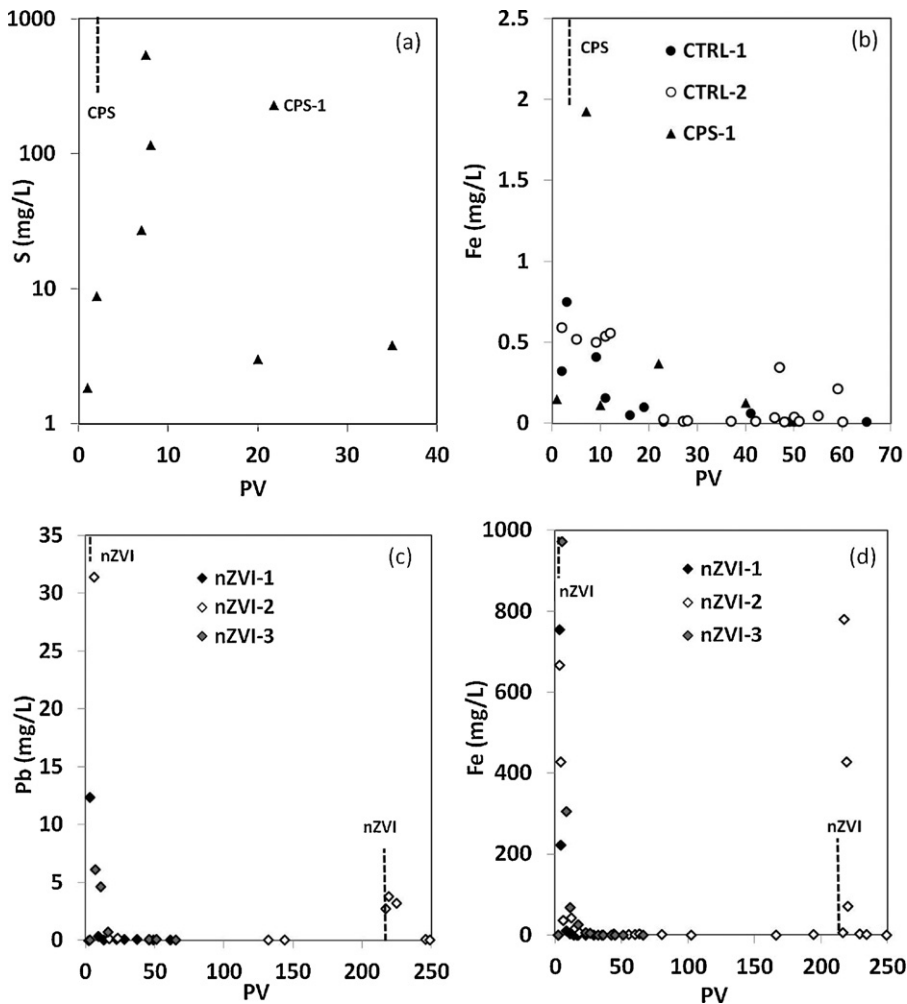 (a)
1000
100
10
1
S (mg/L)
CPS
CPS-1
0
10
20
30
40
PV
(b)
2.5
2
1.5
1
0.5
0
Fe (mg/L)
CPS
CTRL-1
CTRL-2
CPS-1
0
10
20
30
40
50
60
70
PV
(c)
35
30
25
20
15
10
5
0
Pb (mg/L)
nZVI
nZVI-1
nZVI-2
nZVI-3
nZVI
0
50
100
150
200
250
PV
(d)
1000
800
600
400
200
0
Fe (mg/L)
nZVI
nZVI-1
nZVI-2
nZVI-3
nZVI
0
50
100
150
200
250
PV